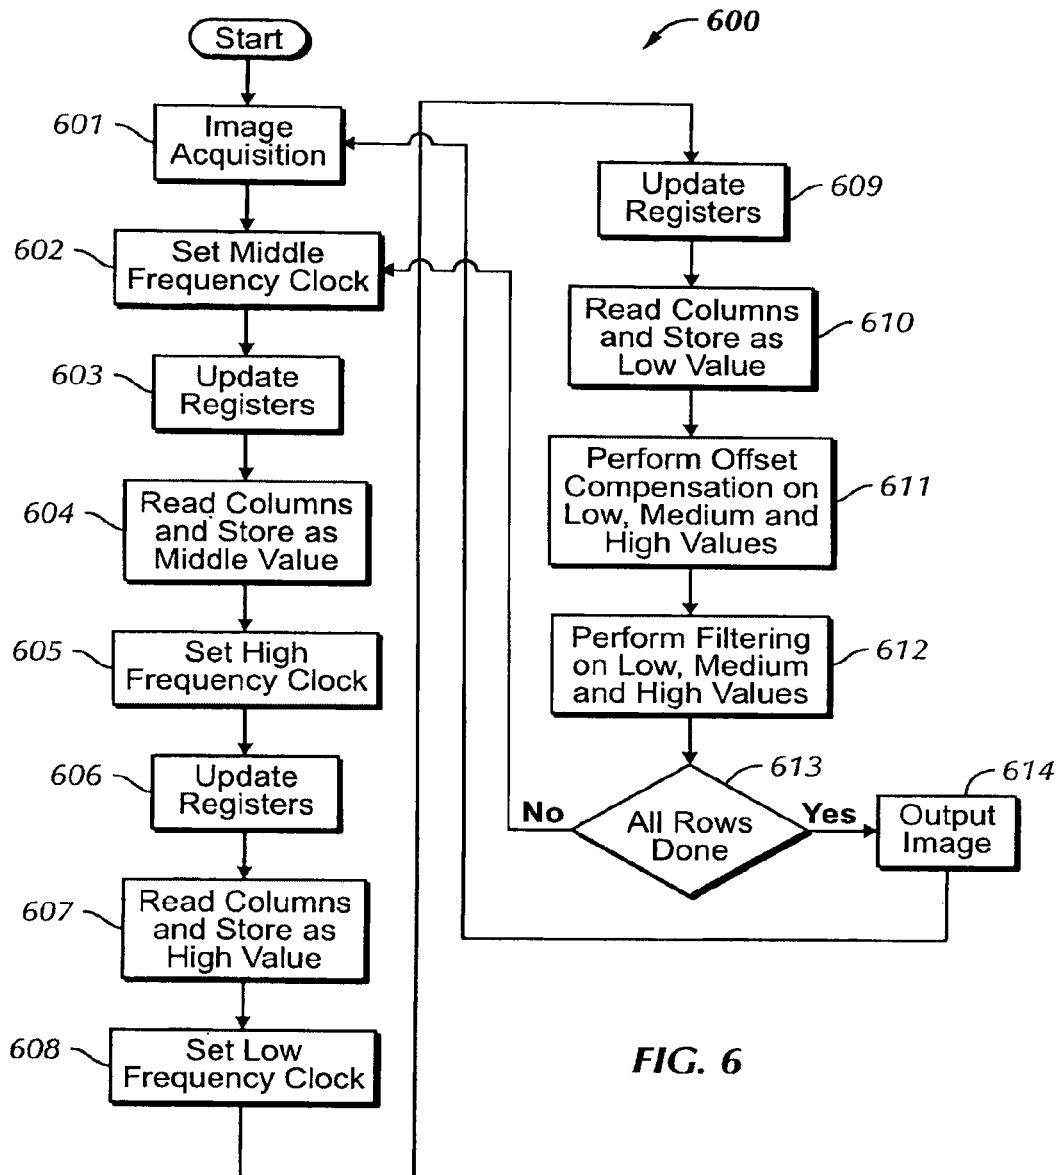 Start
600
601
Image
Acquisition
602
Set Middle
Frequency Clock
603
Update
Registers
604
Read Columns
and Store as
Middle Value
605
Set High
Frequency Clock
606
Update
Registers
607
Read Columns
and Store as
High Value
608
Set Low
Frequency Clock
Update
Registers
609
Read Columns
and Store as
Low Value
610
Perform Offset
Compensation on
Low, Medium and
High Values
611
Perform Filtering
on Low, Medium
and High Values
612
613
All Rows
Done
No
Yes
614
Output
Image
FIG. 6